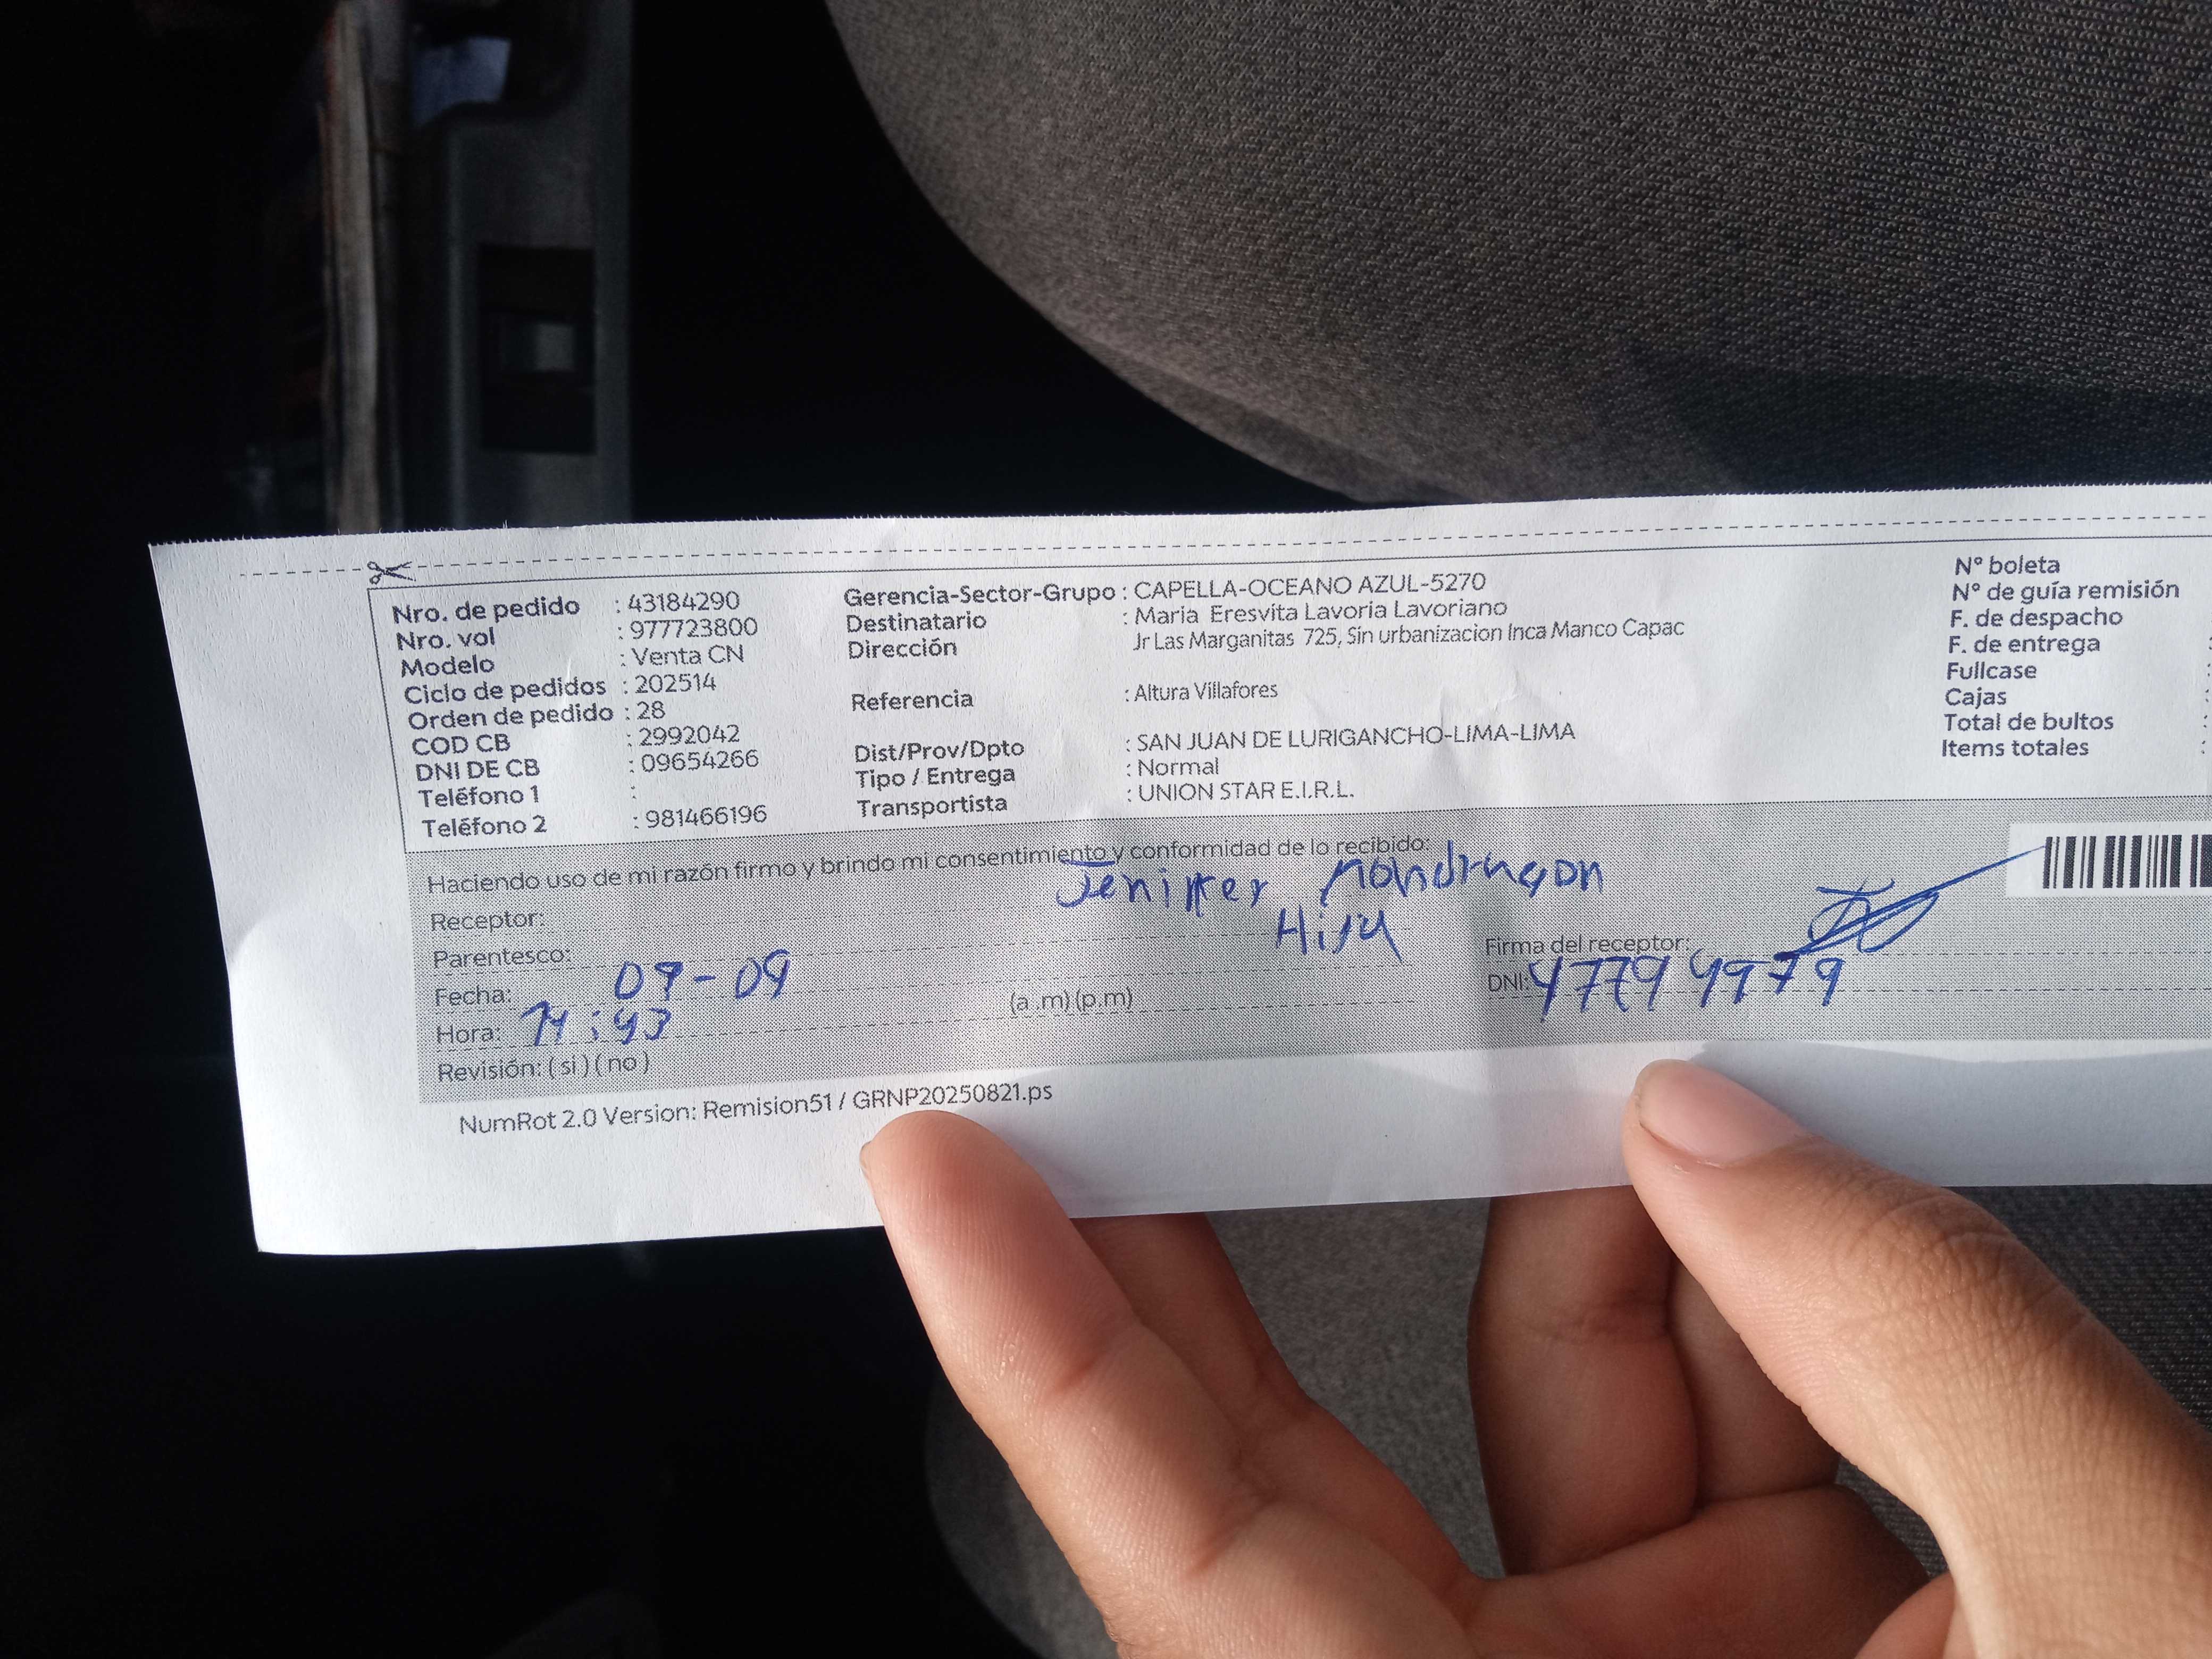 Nro. de pedido : 43184290
Nro. vol : 977723800
Modelo : Venta CN
Ciclo de pedidos : 202514
Orden de pedido : 28
COD CB : 2992042
DNI DE CB : 09654266
Teléfono 1 :
Teléfono 2 : 981466196
Gerencia-Sector-Grupo : CAPELLA-OCEANO AZUL-5270
Destinatario : Maria Eresvita Lavoria Lavoriano
Dirección Jr Las Marganitas 725, Sin urbanizacion Inca Manco Capac
Referencia : Altura Villafores
Dist/Prov/Dpto : SAN JUAN DE LURIGANCHO-LIMA-LIMA
Tipo / Entrega : Normal
Transportista : UNION STAR E.I.R.L.
N° boleta
N° de guía remisión
F. de despacho
F. de entrega :
Fullcase :
Cajas
Total de bultos :
Items totales :
Haciendo uso de mi razón firmo y brindo mi consentimiento y conformidad de lo recibido:
Receptor: Jeniffer Mondragon
Parentesco: Hija
Firma del receptor:
Fecha: 09-09
DNI: 47794979
Hora: 14:43 (a.m) (p.m)
Revisión: ( si ) ( no )
NumRot 2.0 Version: Remision51 / GRNP20250821.ps